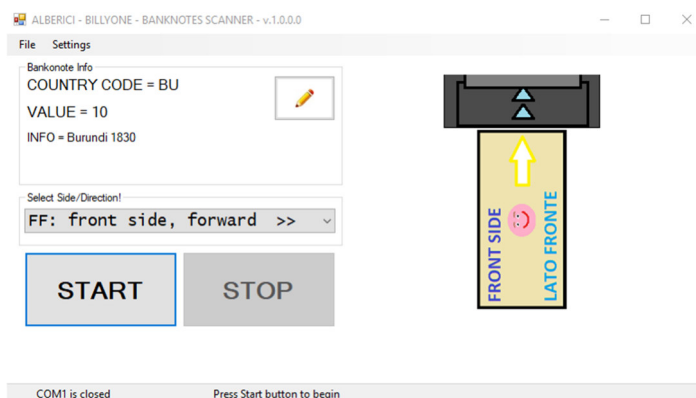 ALBERICI - BILLYONE - BANKNOTES SCANNER - v.1.0.0.0
File Settings
Bankonote Info
COUNTRY CODE = BU
VALUE = 10
INFO = Burundi 1830
Select Side/Direction!
FF: front side, forward >>
START STOP
FRONT SIDE
LATO FRONTE
COM1 is closed Press Start button to begin